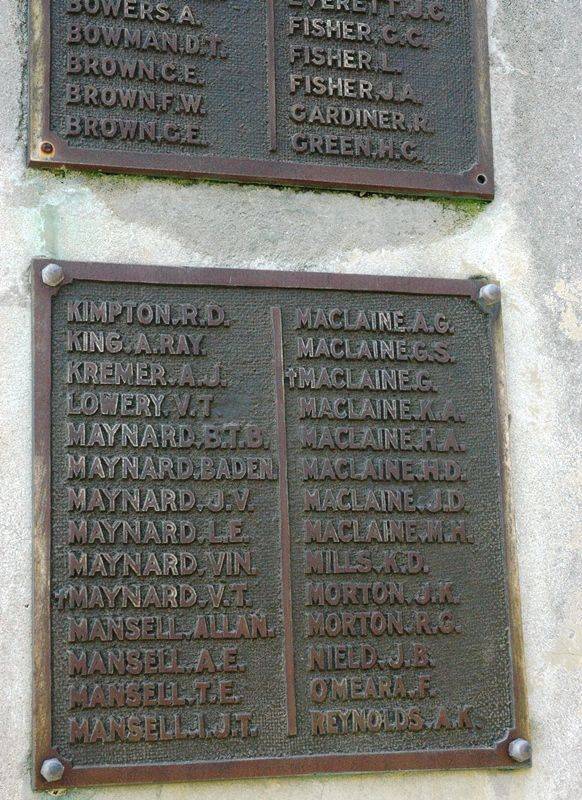 BOWERS, A.
BOWMAN. D.T.
BROWN. C.E.
BROWN. F.W.
BROWN. G.E.
EVERETT, J.G.
FISHER. C.C.
FISHER. L.
FISHER. J.A.
GARDINER. R.
GREEN. H.G.
KIMPTON. R.D.
KING. A. RAY.
KREMER. A.J.
LOWERY. V.T.
MAYNARD. B.T.B.
MAYNARD. BADEN.
MAYNARD. J.V.
MAYNARD. L.E.
MAYNARD. VIN.
†MAYNARD. V.T.
MANSELL. ALLAN.
MANSELL. A.E.
MANSELL. T.E.
MANSELL. I.J.T.
MACLAINE. A.G.
MACLAINE. G.S.
†MACLAINE. G.
MACLAINE. K.A.
MACLAINE. H.A.
MACLAINE. H.D.
MACLAINE. J.D.
MACLAINE. M.H.
MILLS. K.D.
MORTON. J.K.
MORTON. R.G.
NIELD. J.B.
O'MEARA. F.
REYNOLDS. A.K.